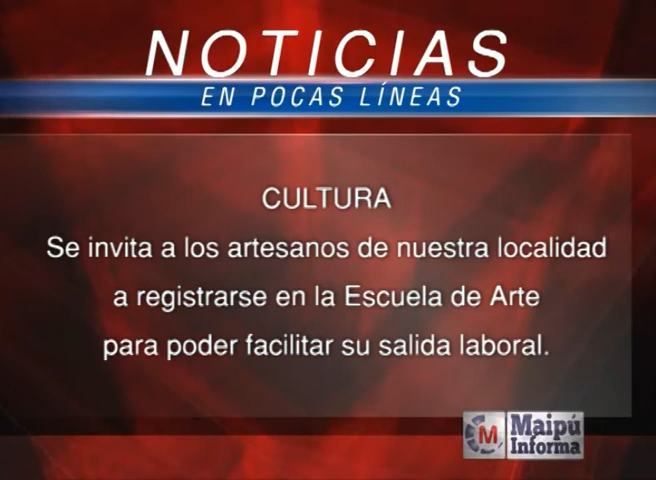 NOTICIAS
EN POCAS LÍNEAS
CULTURA
Se invita a los artesanos de nuestra localidad
a registrarse en la Escuela de Arte
para poder facilitar su salida laboral.
M Maipú
Informa